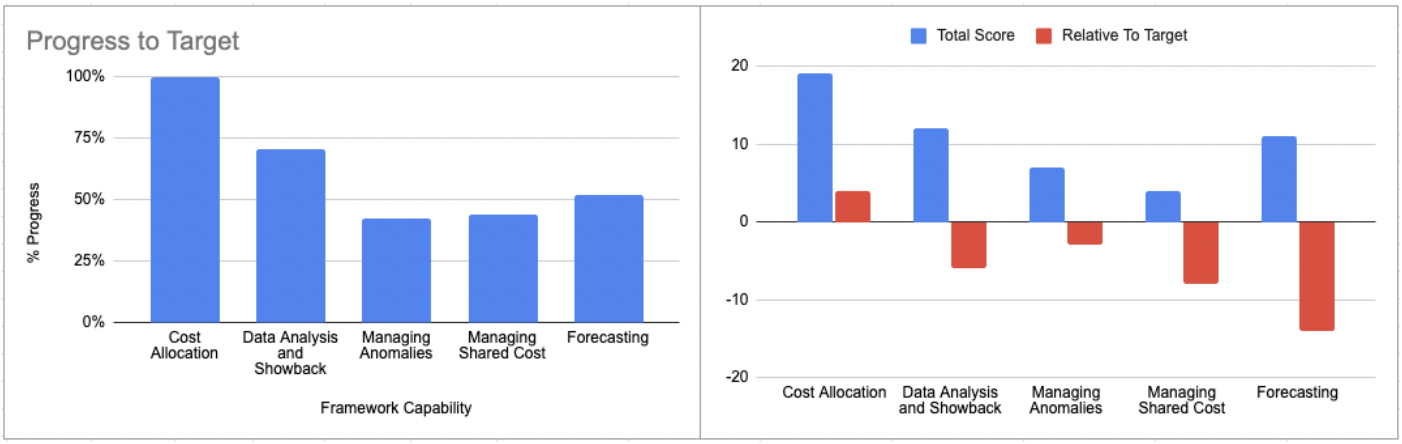 Progress to Target
100%
75%
50%
25%
0%
% Progress
Cost
Allocation
Data Analysis
and
Showback
Managing
Anomalies
Managing
Shared Cost
Forecasting
Framework Capability
Total Score
Relative To Target
20
10
0
-10
-20
Cost Allocation
Data Analysis
and Showback
Managing
Anomalies
Managing
Shared Cost
Forecasting